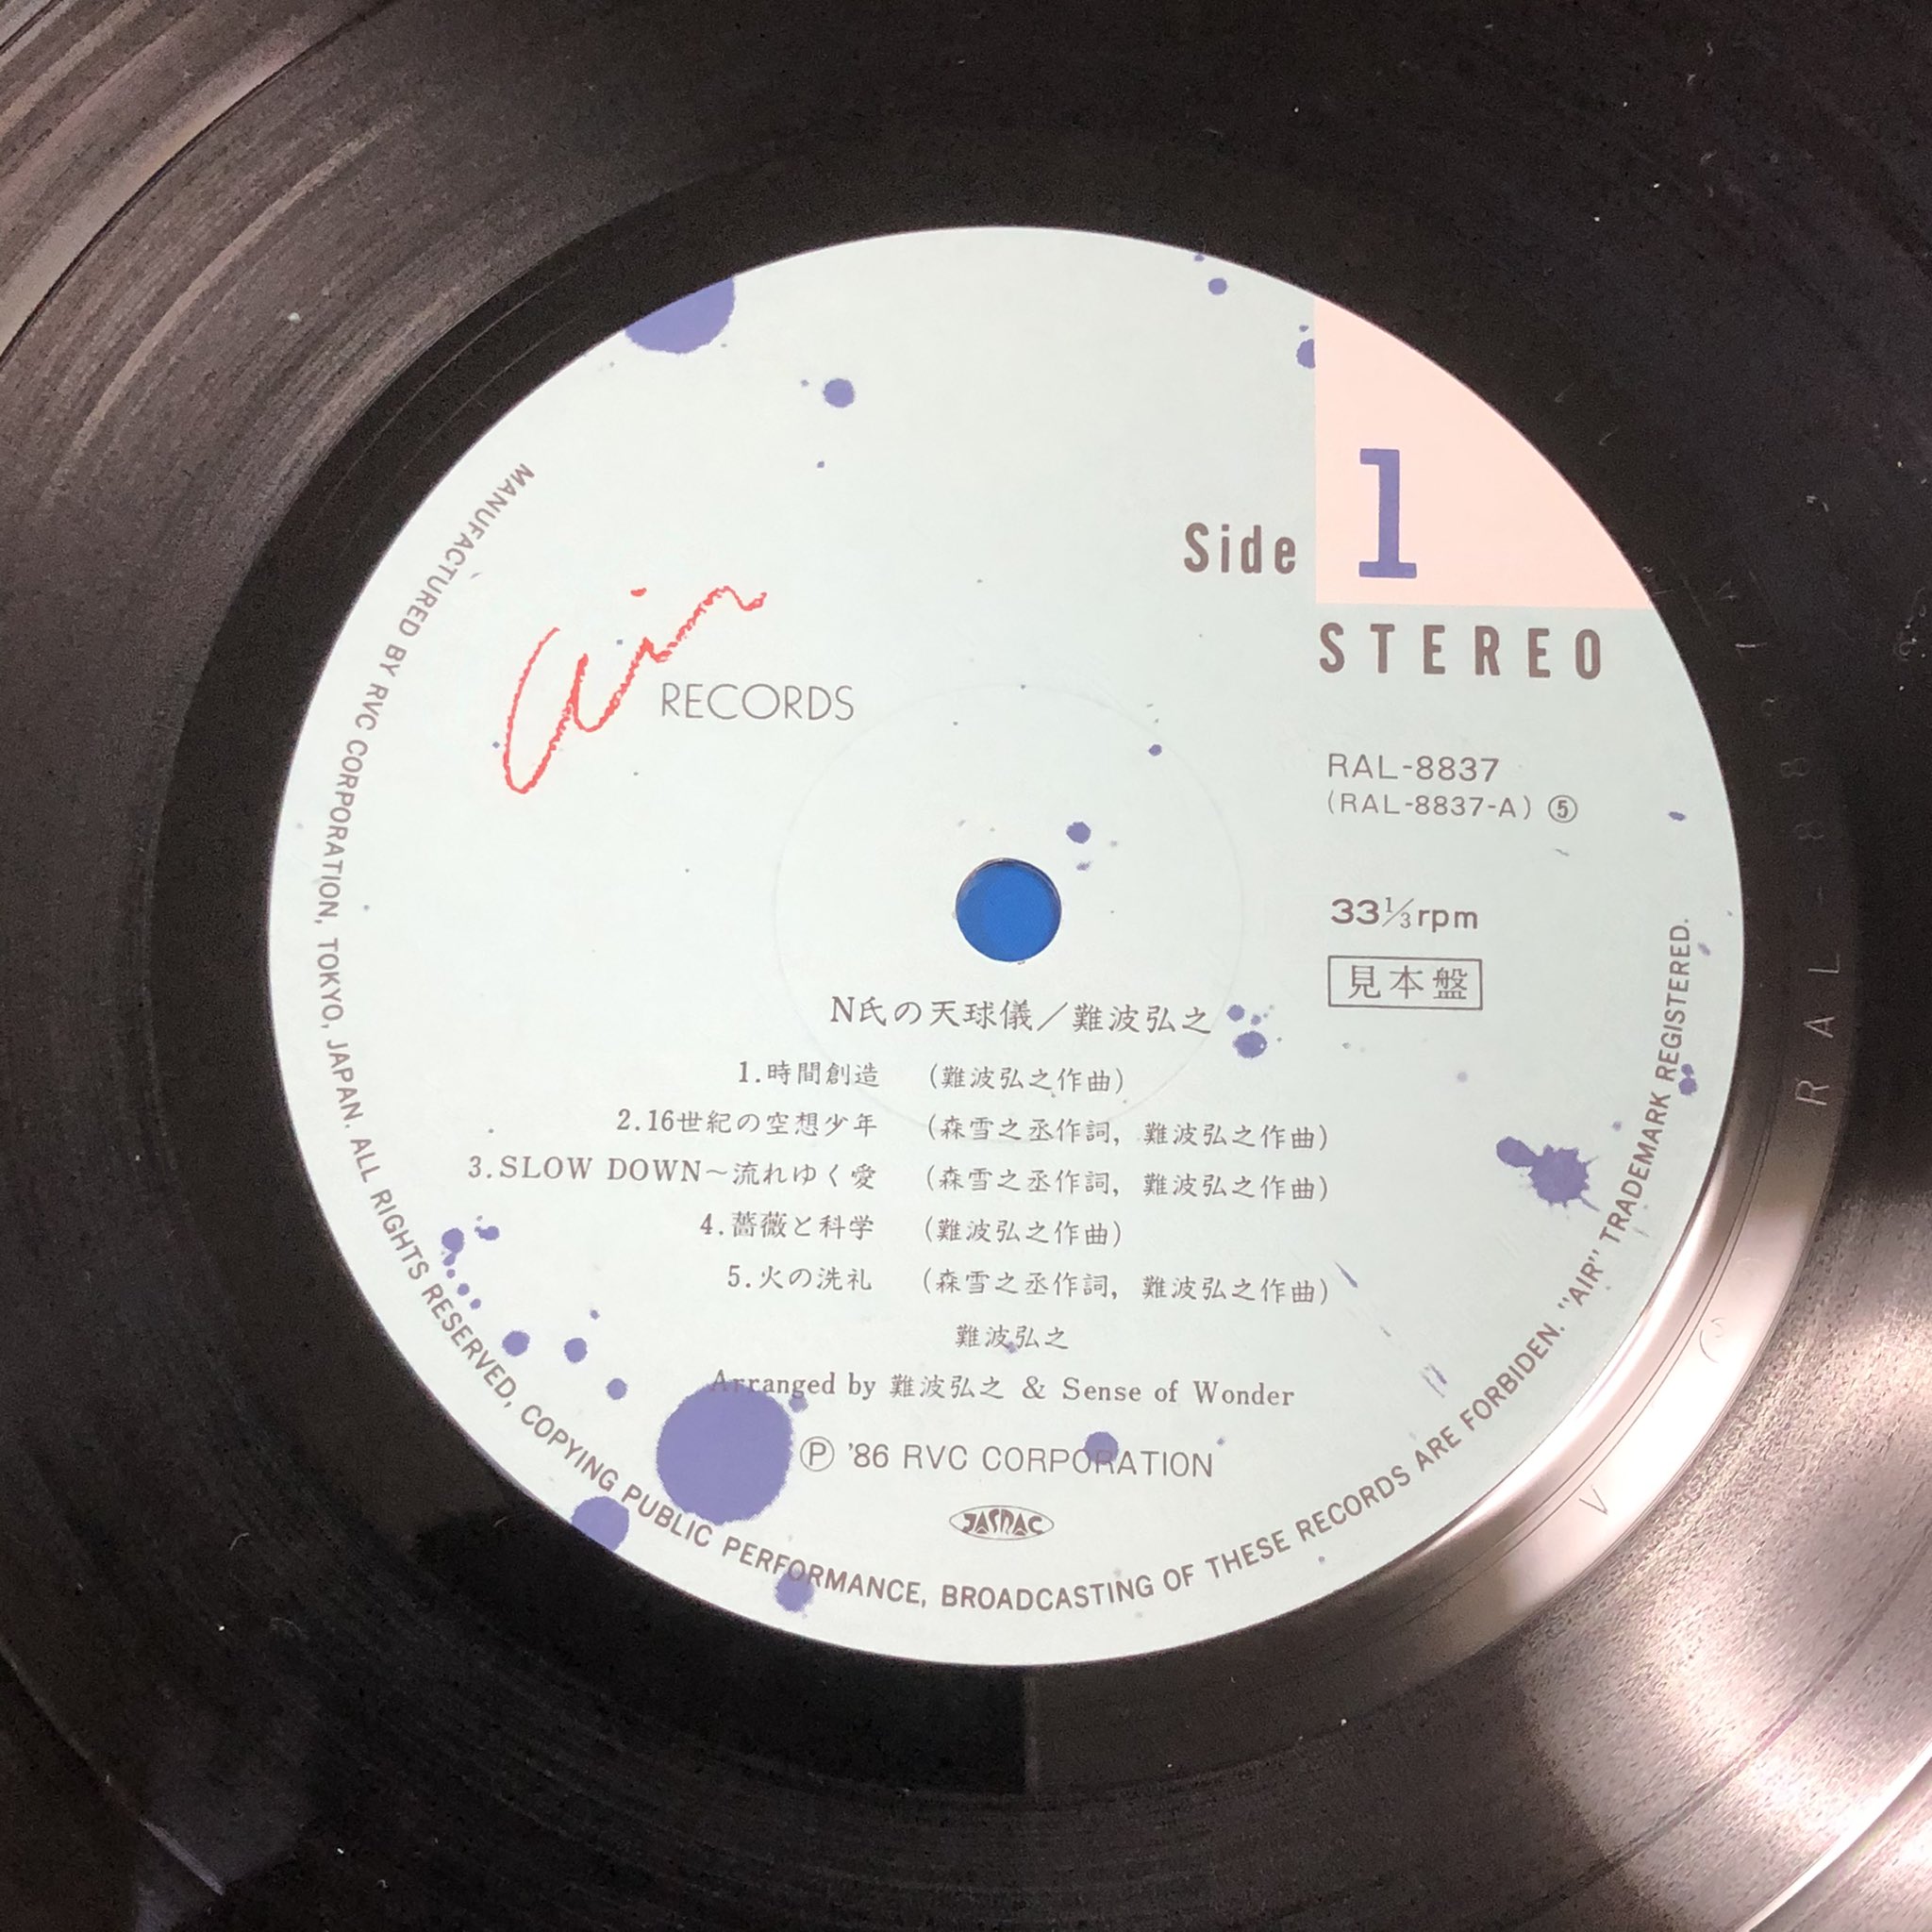 Side 1
STEREO
air
RECORDS
RAL-8837
(RAL-8837-A) ⑤
33⅓rpm
見本盤
N氏の天球儀／難波弘之
1.時間創造 (難波弘之作曲)
2.16世紀の空想少年 (森雪之丞作詞, 難波弘之作曲)
3.SLOW DOWN～流れゆく愛 (森雪之丞作詞, 難波弘之作曲)
4.薔薇と科学 (難波弘之作曲)
5.火の洗礼 (森雪之丞作詞, 難波弘之作曲)
難波弘之
Arranged by 難波弘之 & Sense of Wonder
Ⓟ '86 RVC CORPORATION
JASRAC
MANUFACTURED BY RVC CORPORATION, TOKYO, JAPAN. ALL RIGHTS RESERVED, COPYING PUBLIC PERFORMANCE, BROADCASTING OF THESE RECORDS ARE FORBIDEN. "AIR" TRADEMARK REGISTERED.